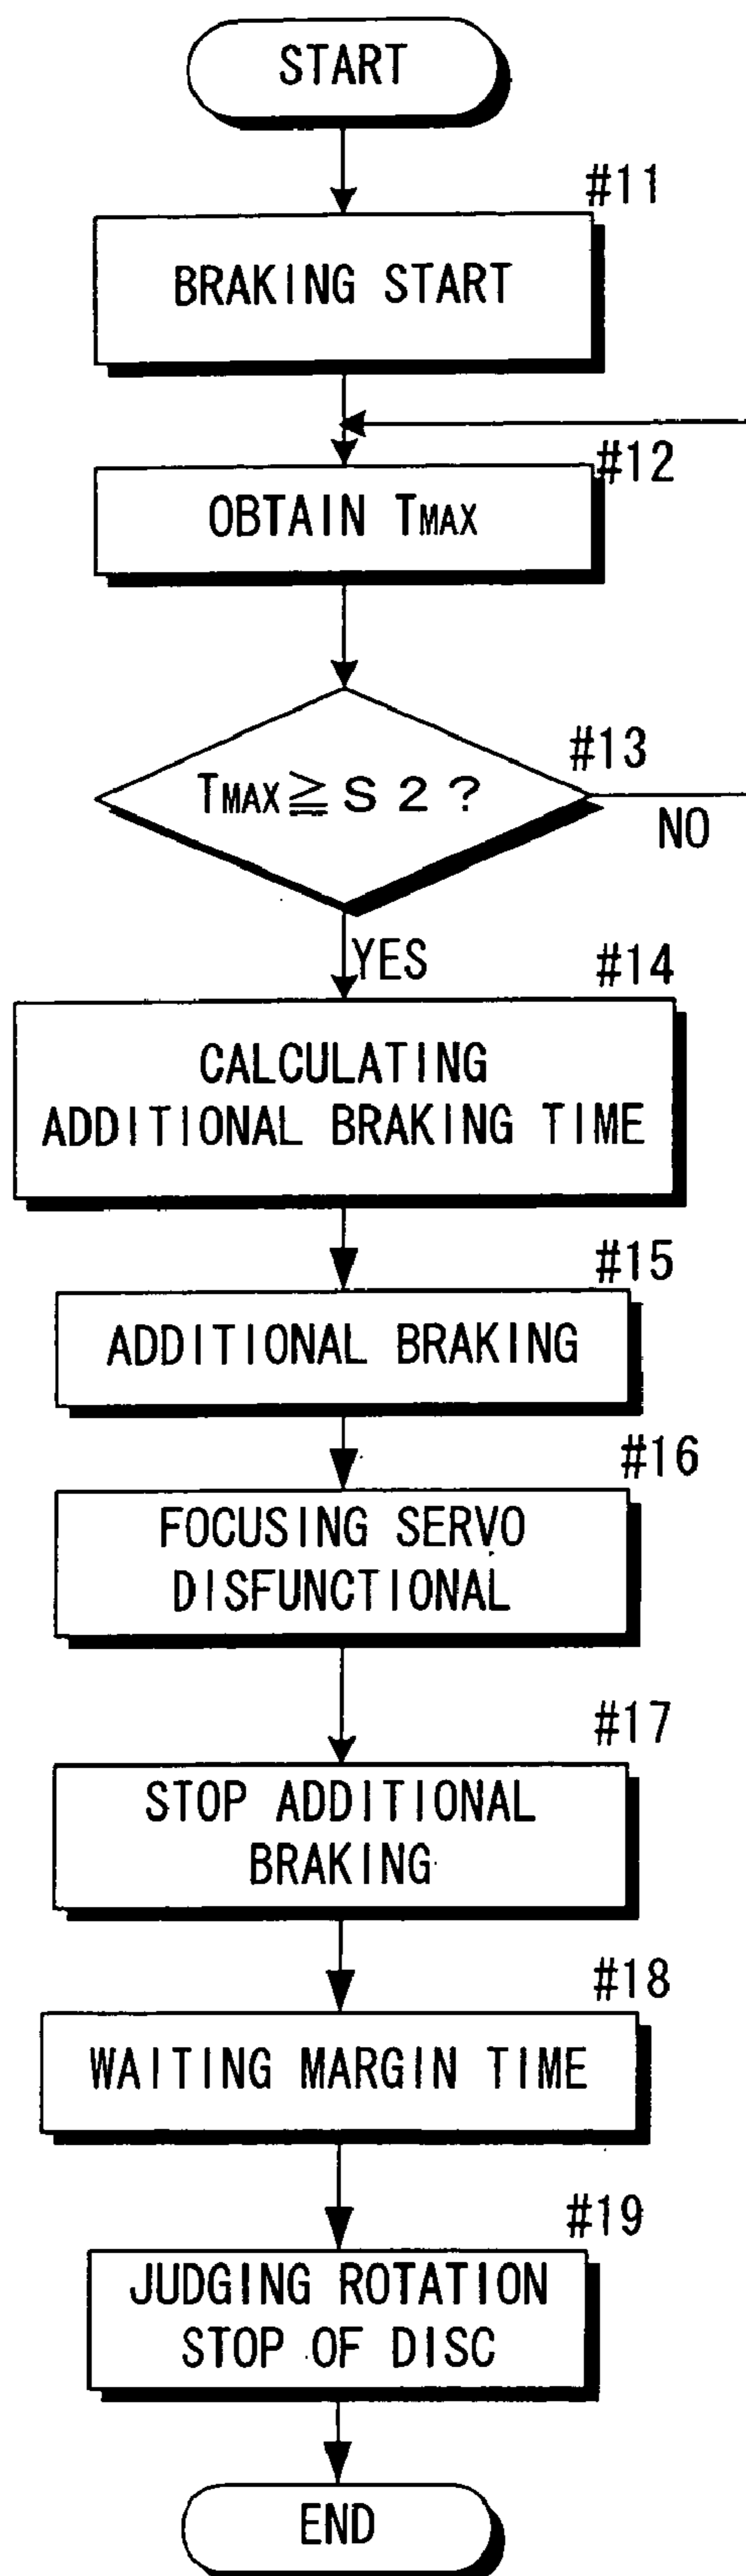 START
#11
BRAKING START
#12
OBTAIN TMAX
#13
TMAX≧S2?
NO
YES
#14
CALCULATING
ADDITIONAL BRAKING TIME
#15
ADDITIONAL BRAKING
#16
FOCUSING SERVO
DISFUNCTIONAL
#17
STOP ADDITIONAL
BRAKING
#18
WAITING MARGIN TIME
#19
JUDGING ROTATION
STOP OF DISC
END